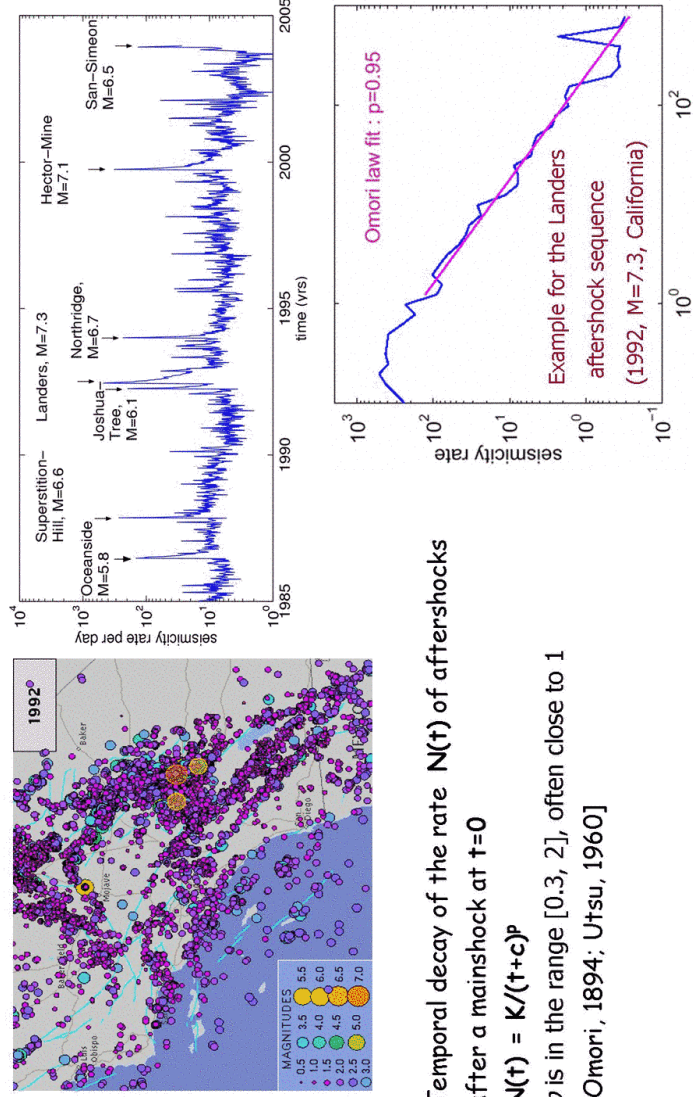 1992
Baker
Mojave
MAGNITUDES
0.5
1.0
1.5
2.0
2.5
3.0
3.5
4.0
4.5
5.0
5.5
6.0
6.5
7.0
seismicity rate per day
10^4
10^3
10^2
10^1
10^0
Oceanside
M=5.8
Superstition-
Hill, M=6.6
Landers, M=7.3
Joshua-
Tree,
M=6.1
Northridge,
M=6.7
Hector-Mine
M=7.1
San-Simeon
M=6.5
1985
1990
1995
2000
2005
time (yrs)
Temporal decay of the rate N(t) of aftershocks
after a mainshock at t=0
N(t) = K/(t+c)^p
p is in the range [0.3, 2], often close to 1
Omori, 1894; Utsu, 1960]
seismicity rate
10^3
10^2
10^1
10^0
10^-1
Omori law fit : p=0.95
Example for the Landers
aftershock sequence
(1992, M=7.3, California)
10^0
10^2